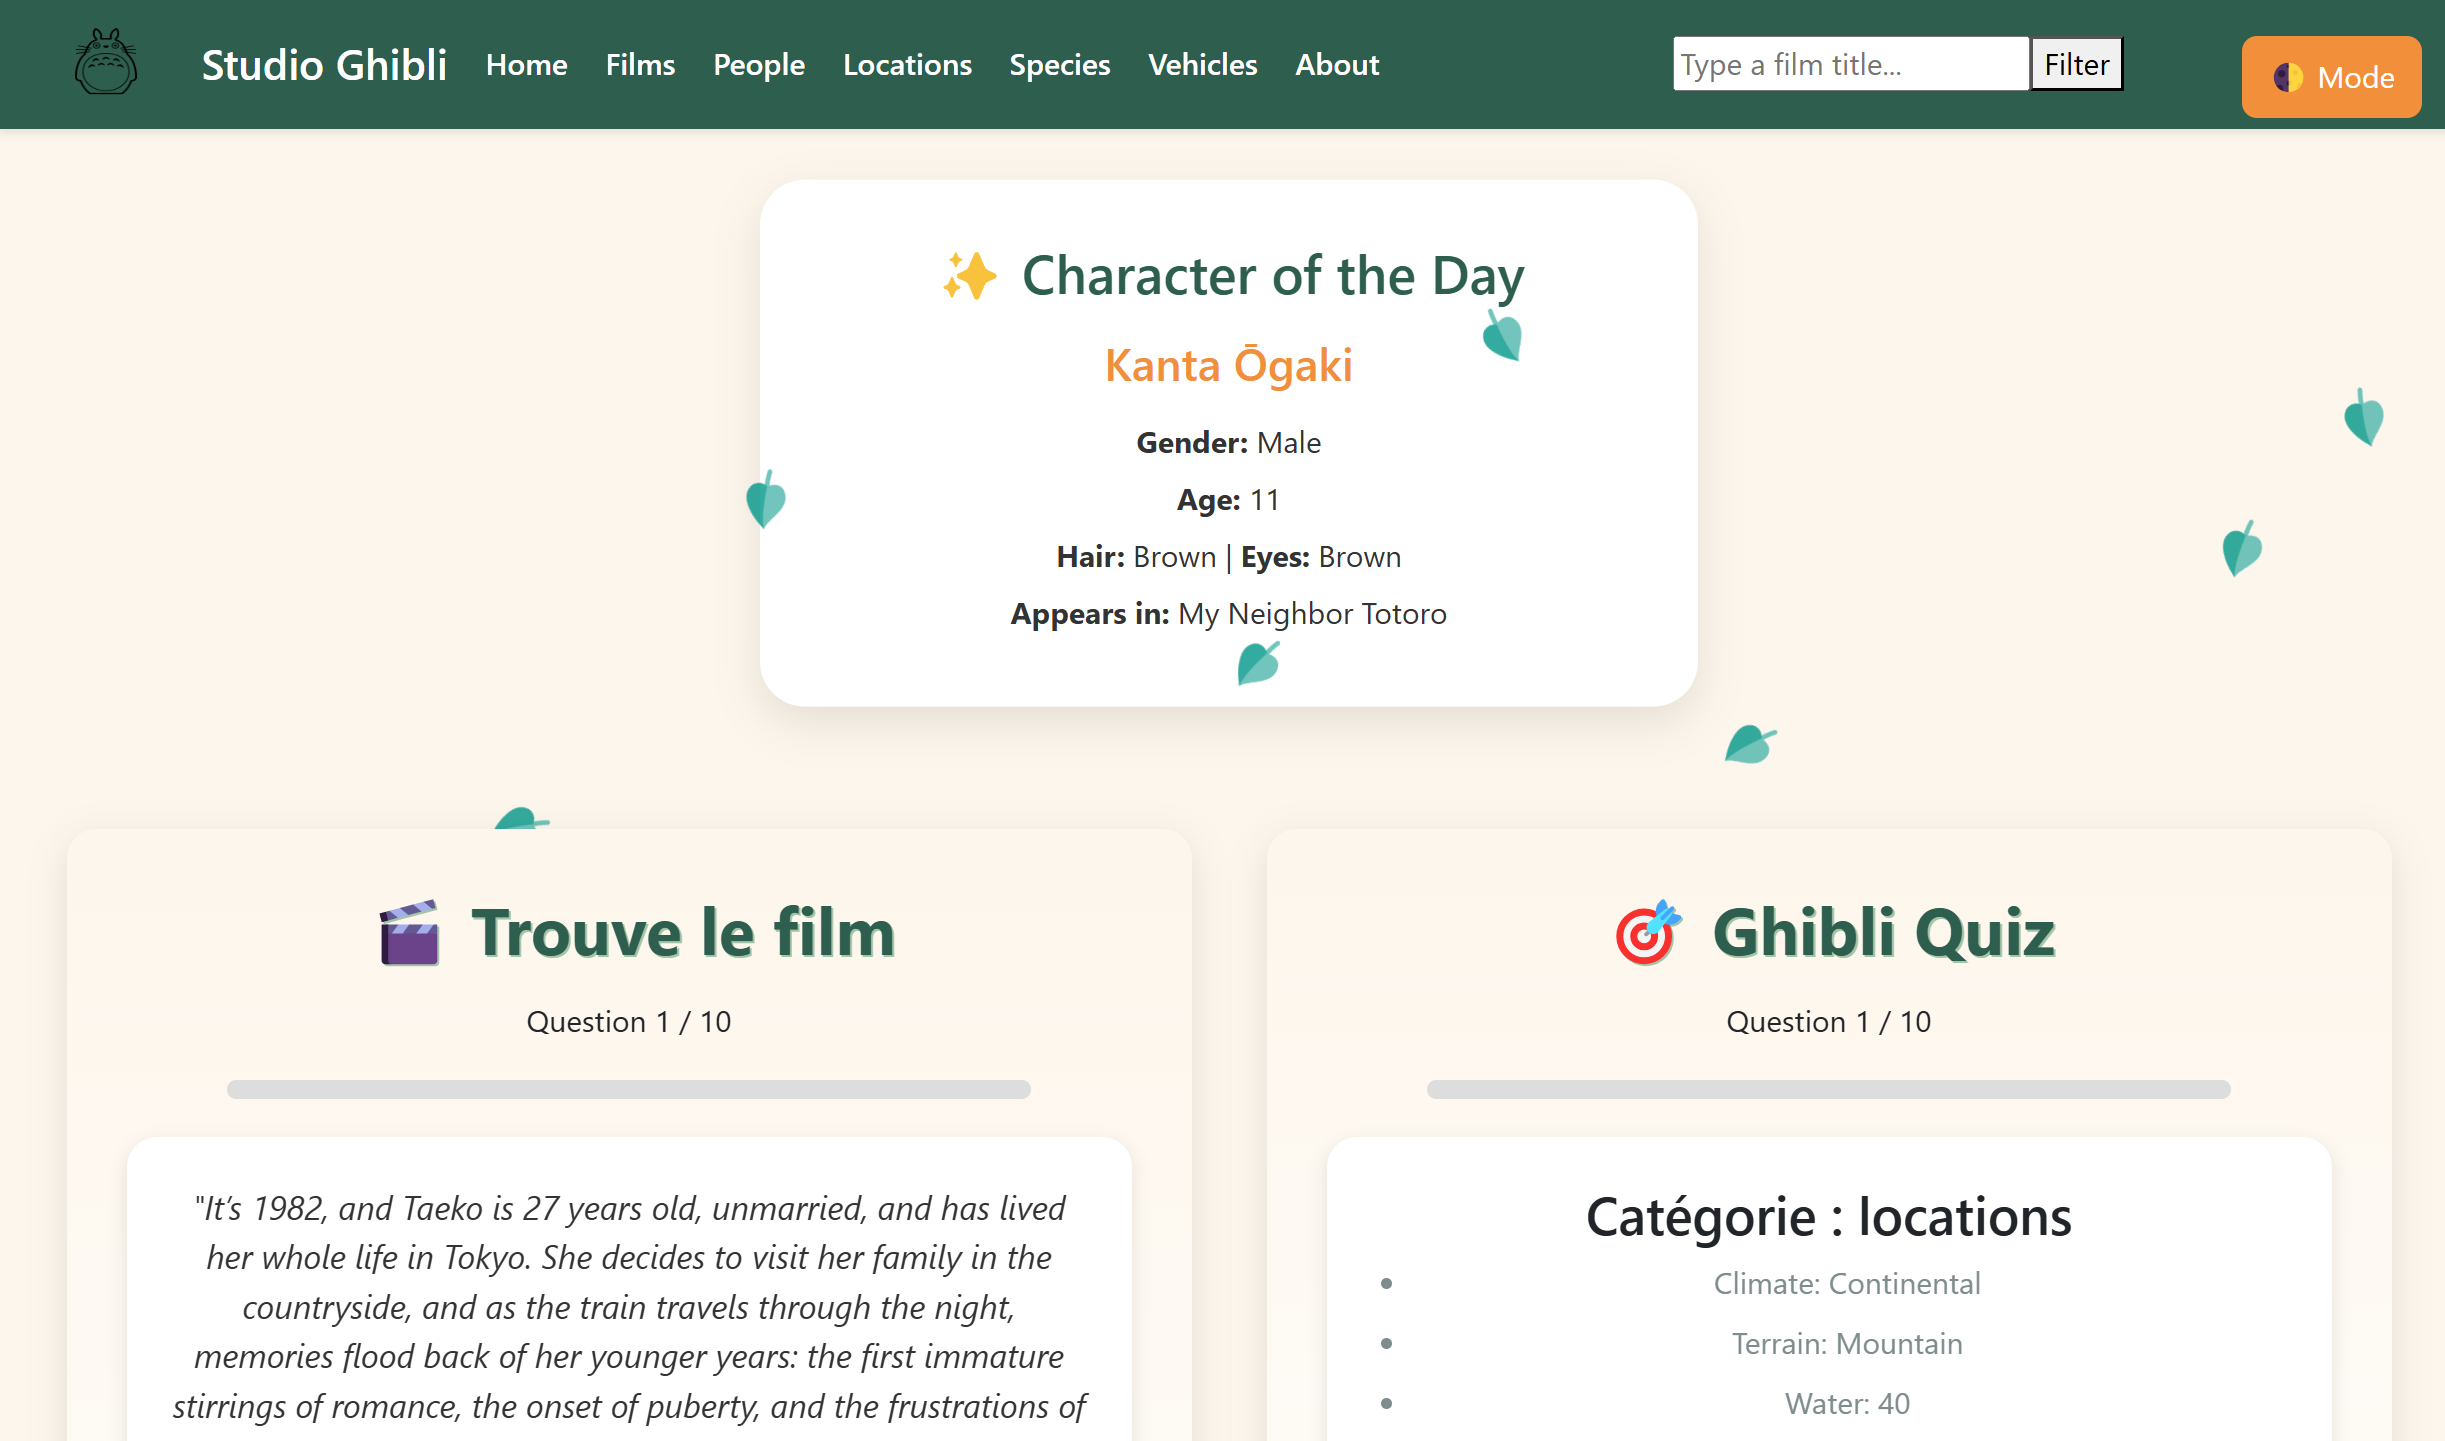 Studio Ghibli Home Films People Locations Species Vehicles About Type a film title... Filter Mode
Character of the Day
Kanta Ōgaki
Gender: Male
Age: 11
Hair: Brown | Eyes: Brown
Appears in: My Neighbor Totoro
Trouve le film
Question 1 / 10
"It's 1982, and Taeko is 27 years old, unmarried, and has lived
her whole life in Tokyo. She decides to visit her family in the
countryside, and as the train travels through the night,
memories flood back of her younger years: the first immature
stirrings of romance, the onset of puberty, and the frustrations of
Ghibli Quiz
Question 1 / 10
Catégorie : locations
Climate: Continental
Terrain: Mountain
Water: 40